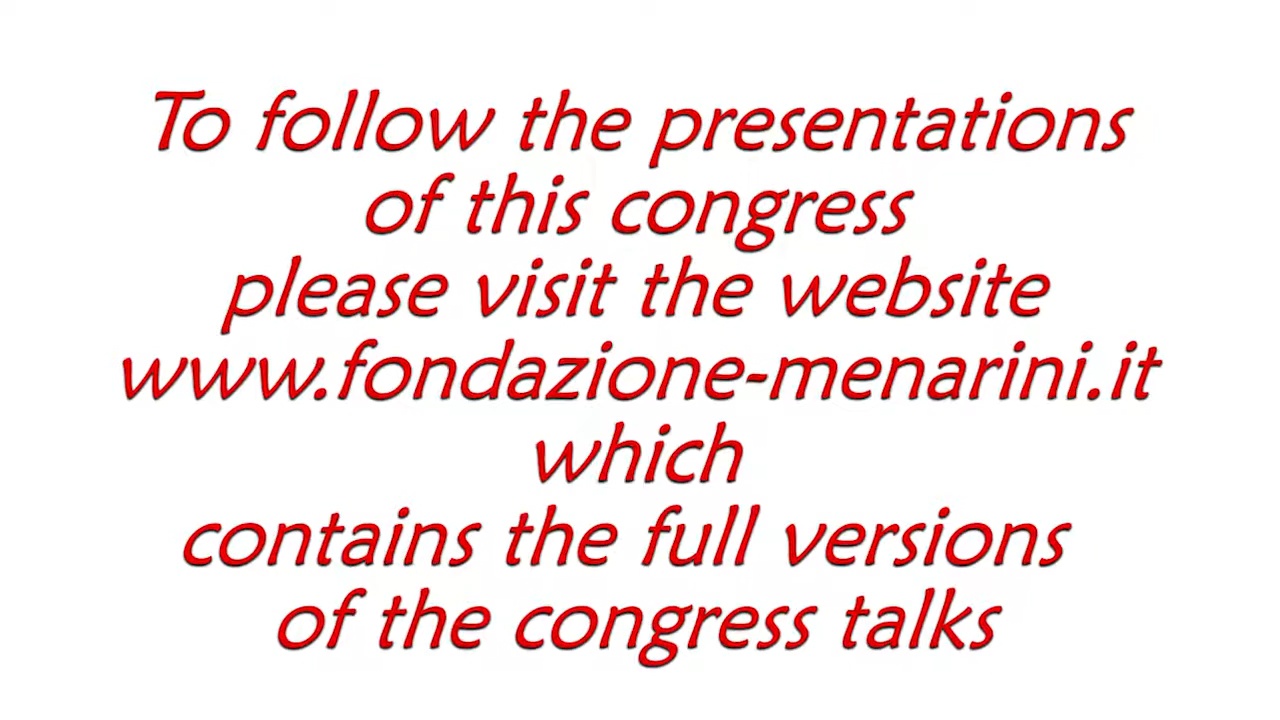 To follow the presentations
of this congress
please visit the website
www.fondazione-menarini.it
which
contains the full versions
of the congress talks